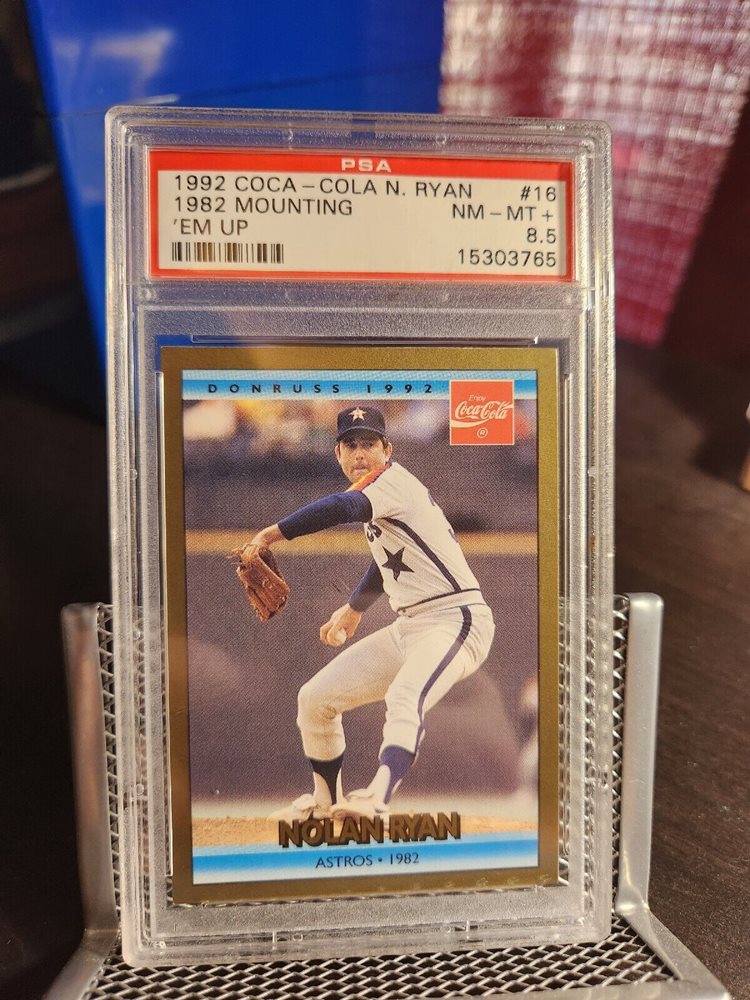 PSA
1992 COCA-COLA N. RYAN #16
1982 MOUNTING NM-MT+
'EM UP 8.5
15303765
DONRUSS 1992
Enjoy
Coca-Cola
®
NOLAN RYAN
ASTROS • 1982